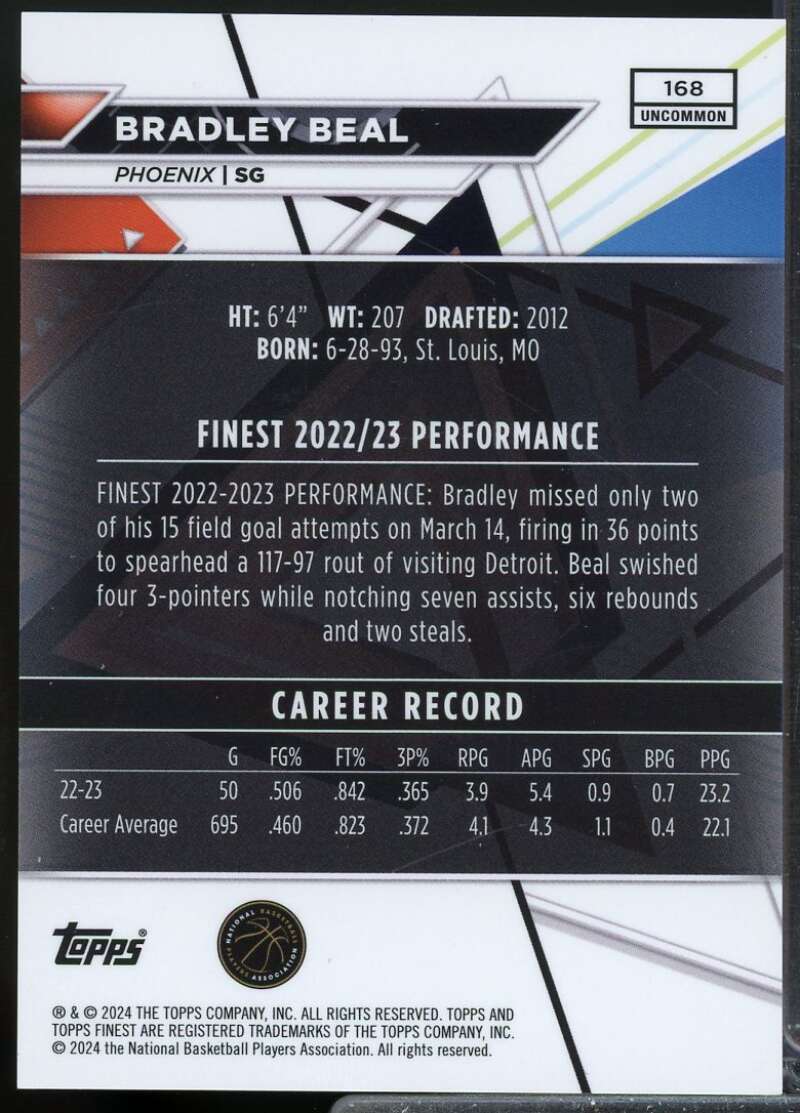 168
UNCOMMON
BRADLEY BEAL
PHOENIX | SG
HT: 6'4" WT: 207 DRAFTED: 2012
BORN: 6-28-93, St. Louis, MO
FINEST 2022/23 PERFORMANCE
FINEST 2022-2023 PERFORMANCE: Bradley missed only two
of his 15 field goal attempts on March 14, firing in 36 points
to spearhead a 117-97 rout of visiting Detroit. Beal swished
four 3-pointers while notching seven assists, six rebounds
and two steals.
CAREER RECORD
G FG% FT% 3P% RPG APG SPG BPG PPG
22-23 50 .506 .842 .365 3.9 5.4 0.9 0.7 23.2
Career Average 695 .460 .823 .372 4.1 4.3 1.1 0.4 22.1
topps®
NATIONAL BASKETBALL PLAYERS ASSOCIATION
® & © 2024 THE TOPPS COMPANY, INC. ALL RIGHTS RESERVED. TOPPS AND
TOPPS FINEST ARE REGISTERED TRADEMARKS OF THE TOPPS COMPANY, INC.
© 2024 the National Basketball Players Association. All rights reserved.